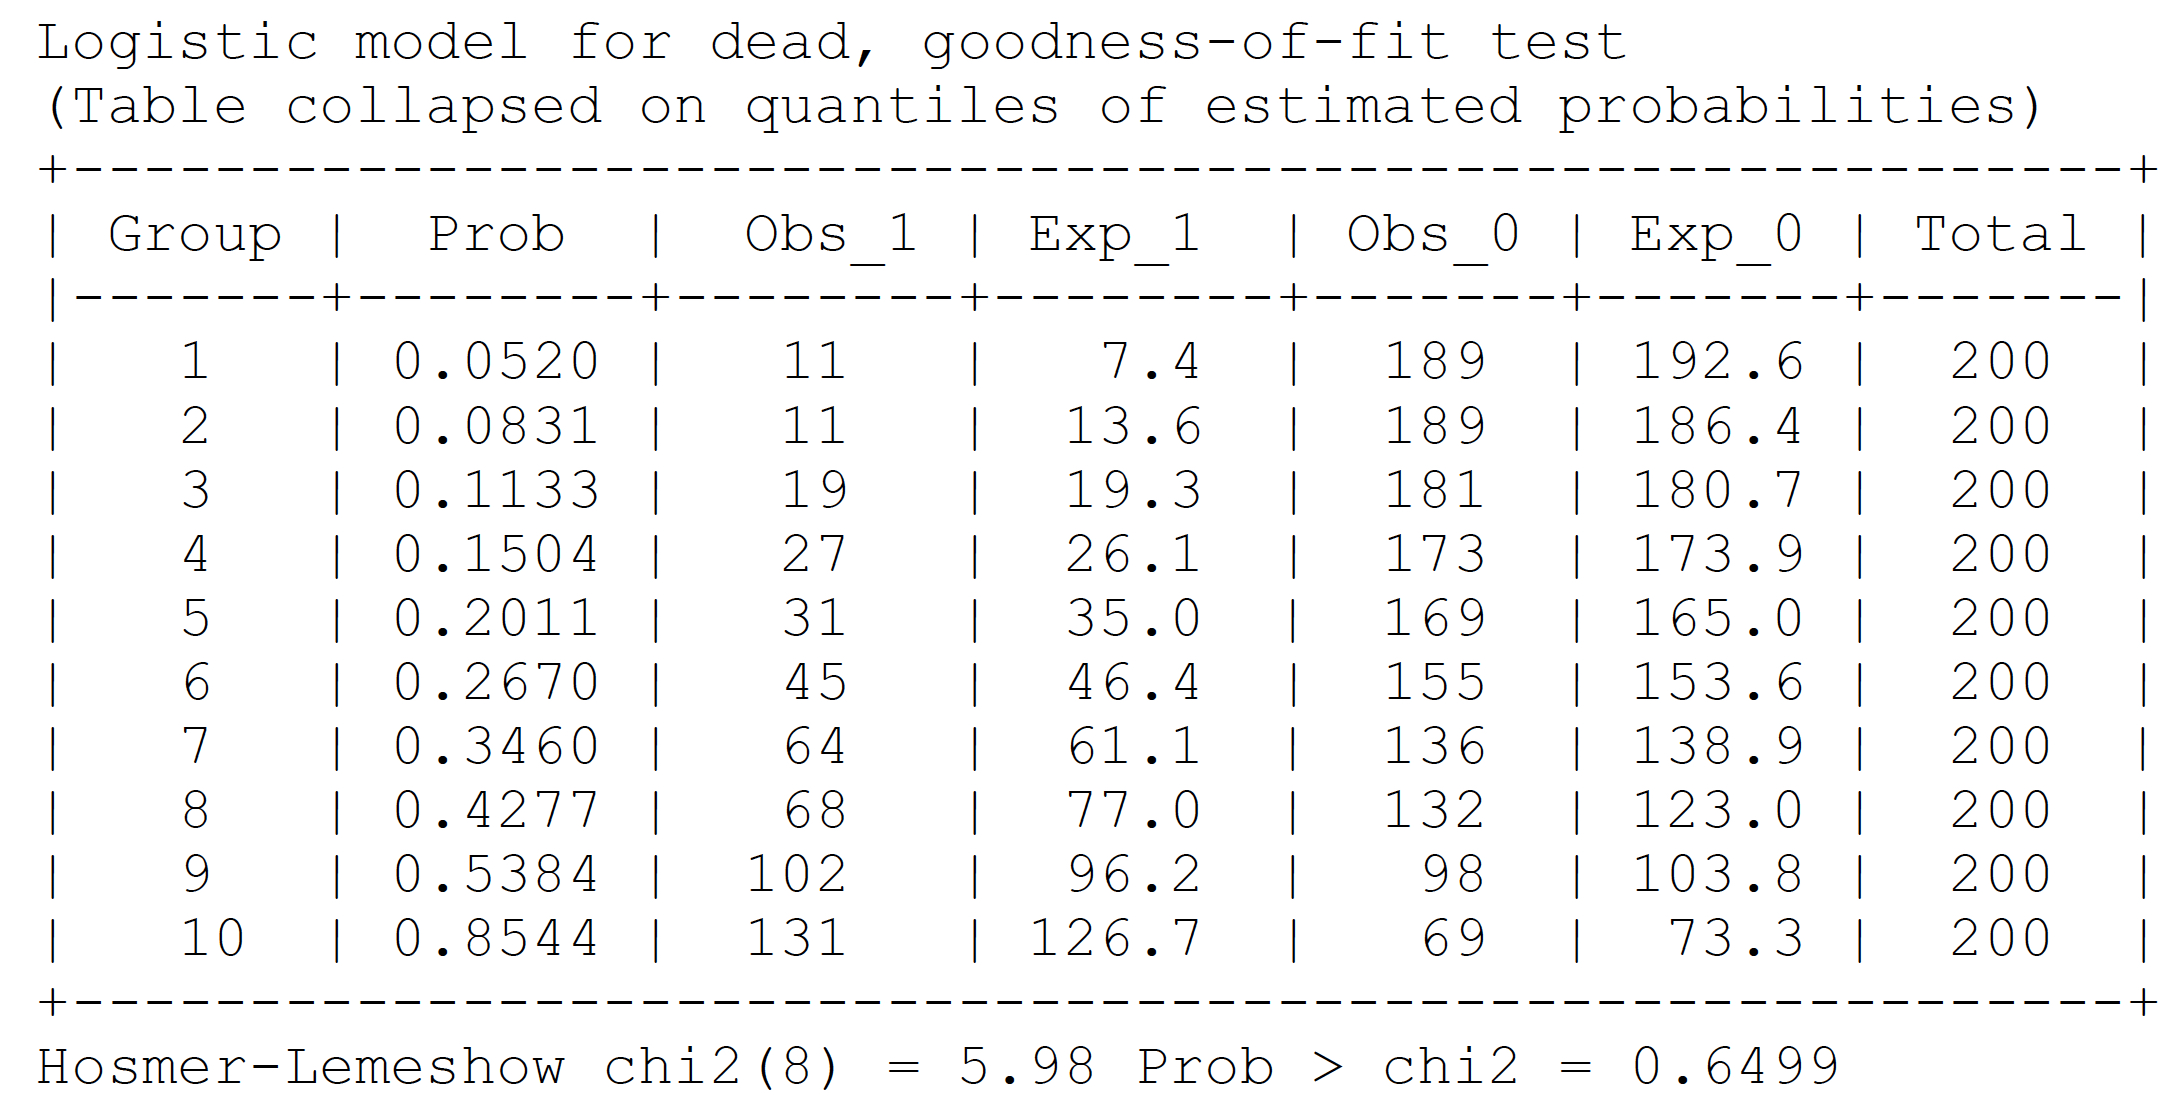 Logistic model for dead, goodness-of-fit test
(Table collapsed on quantiles of estimated probabilities)
+----------------------------------------------------------+
| Group | Prob | Obs_1 | Exp_1 | Obs_0 | Exp_0 | Total |
|-------+--------+--------+--------+-------+-------+-------|
| 1 | 0.0520 | 11 | 7.4 | 189 | 192.6 | 200 |
| 2 | 0.0831 | 11 | 13.6 | 189 | 186.4 | 200 |
| 3 | 0.1133 | 19 | 19.3 | 181 | 180.7 | 200 |
| 4 | 0.1504 | 27 | 26.1 | 173 | 173.9 | 200 |
| 5 | 0.2011 | 31 | 35.0 | 169 | 165.0 | 200 |
| 6 | 0.2670 | 45 | 46.4 | 155 | 153.6 | 200 |
| 7 | 0.3460 | 64 | 61.1 | 136 | 138.9 | 200 |
| 8 | 0.4277 | 68 | 77.0 | 132 | 123.0 | 200 |
| 9 | 0.5384 | 102 | 96.2 | 98 | 103.8 | 200 |
| 10 | 0.8544 | 131 | 126.7 | 69 | 73.3 | 200 |
+----------------------------------------------------------+
Hosmer-Lemeshow chi2(8) = 5.98 Prob > chi2 = 0.6499